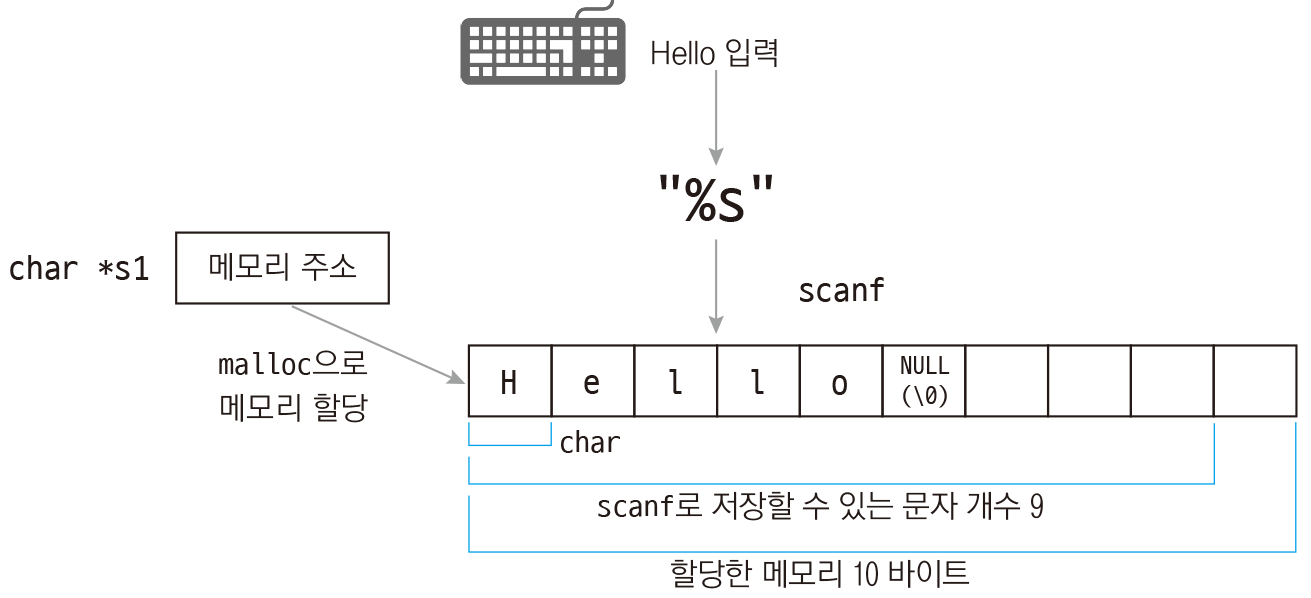 Hello 입력
"%s"
char *s1
메모리 주소
scanf
malloc으로
메모리 할당
H e l l o NULL
(\0)
char
scanf로 저장할 수 있는 문자 개수 9
할당한 메모리 10 바이트